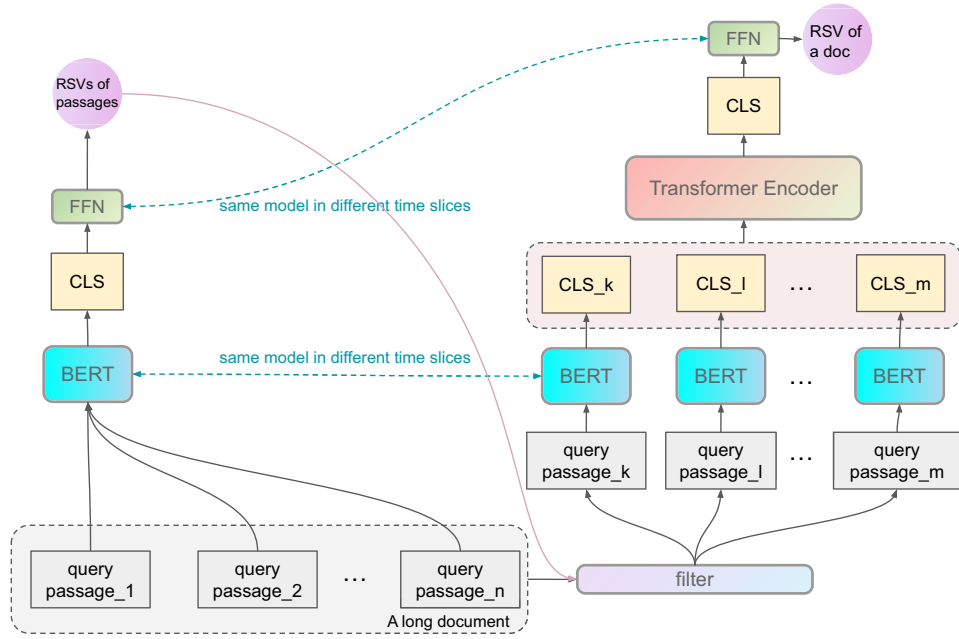 RSVs of
passages
FFN
CLS
BERT
query
passage_1
query
passage_2
...
query
passage_n
A long document
same model in different time slices
same model in different time slices
FFN
RSV of
a doc
CLS
Transformer Encoder
CLS_k
CLS_l
...
CLS_m
BERT
BERT
...
BERT
query
passage_k
query
passage_l
...
query
passage_m
filter